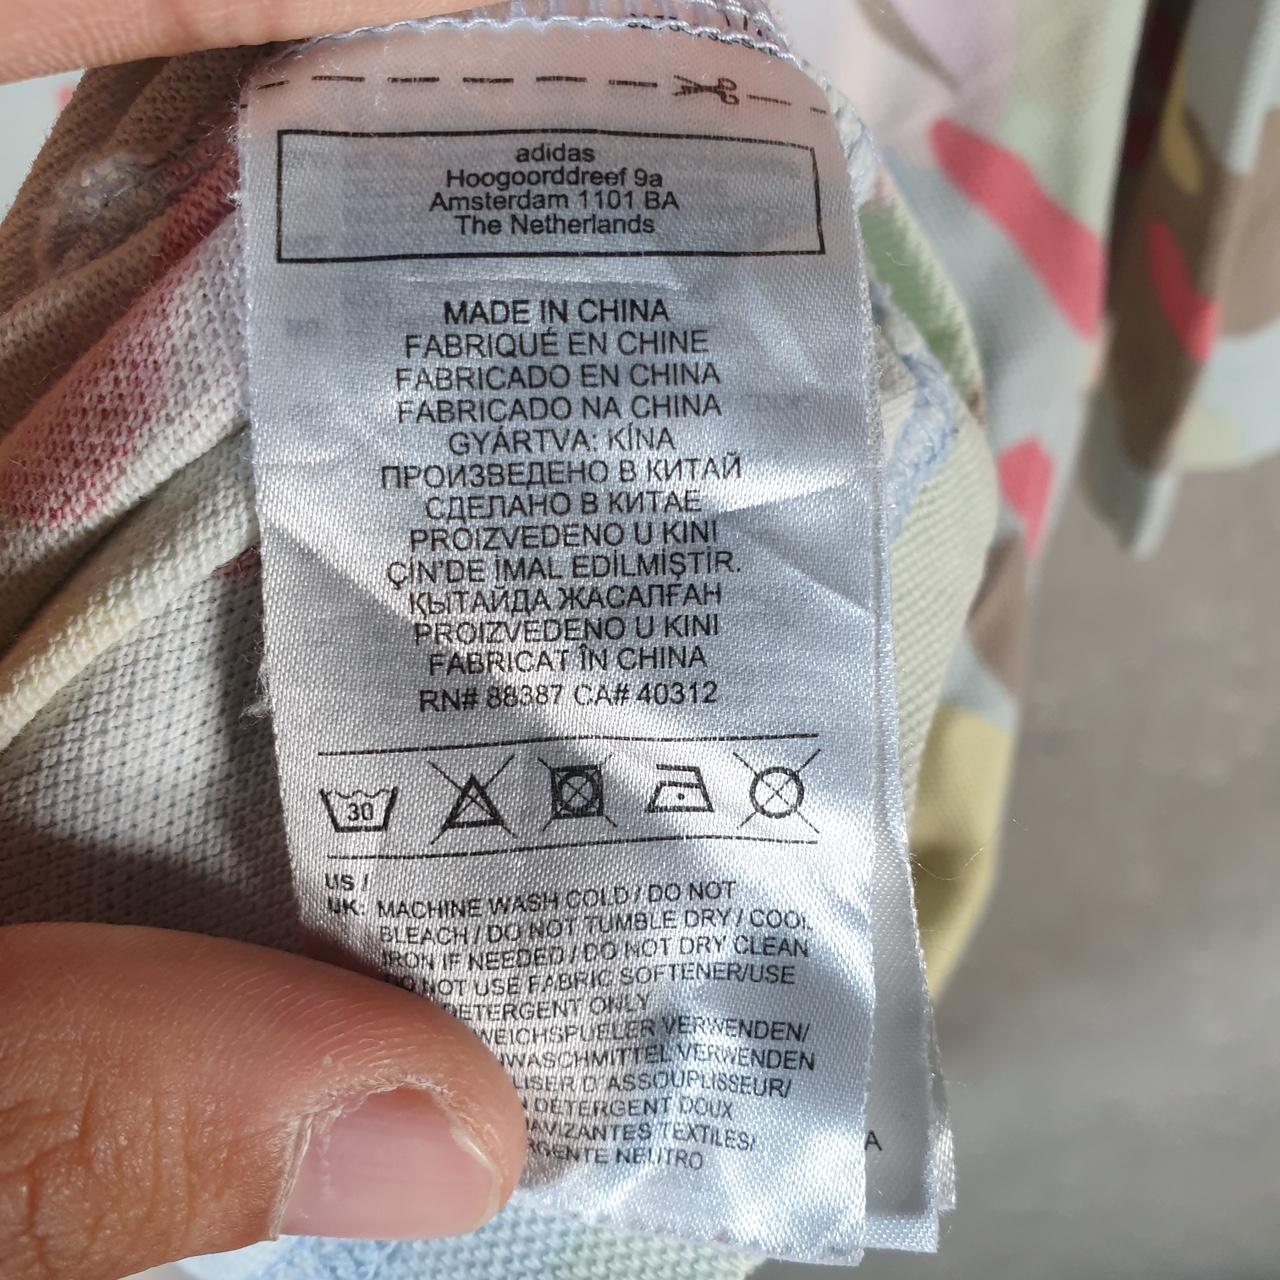 adidas
Hoogoorddreef 9a
Amsterdam 1101 BA
The Netherlands
MADE IN CHINA
FABRIQUÉ EN CHINE
FABRICADO EN CHINA
FABRICADO NA CHINA
GYÁRTVA: KÍNA
ПРОИЗВЕДЕНО В КИТАЙ
СДЕЛАНО В КИТАЕ
PROIZVEDENO U KINI
ÇİN'DE İMAL EDİLMİŞTİR.
ҚЫТАЙДА ЖАСАЛҒАН
PROIZVEDENO U KINI
FABRICAT ÎN CHINA
RN# 88387 CA# 40312
30
US /
UK: MACHINE WASH COLD / DO NOT
BLEACH / DO NOT TUMBLE DRY / COOL
IRON IF NEEDED / DO NOT DRY CLEAN
DO NOT USE FABRIC SOFTENER/USE
DETERGENT ONLY
WEICHSPUELER VERWENDEN/
VERWENDEN
D'ASSOUPLISSEUR/
DETERGENT DOUX
TEXTILES/
NEUTRO
A